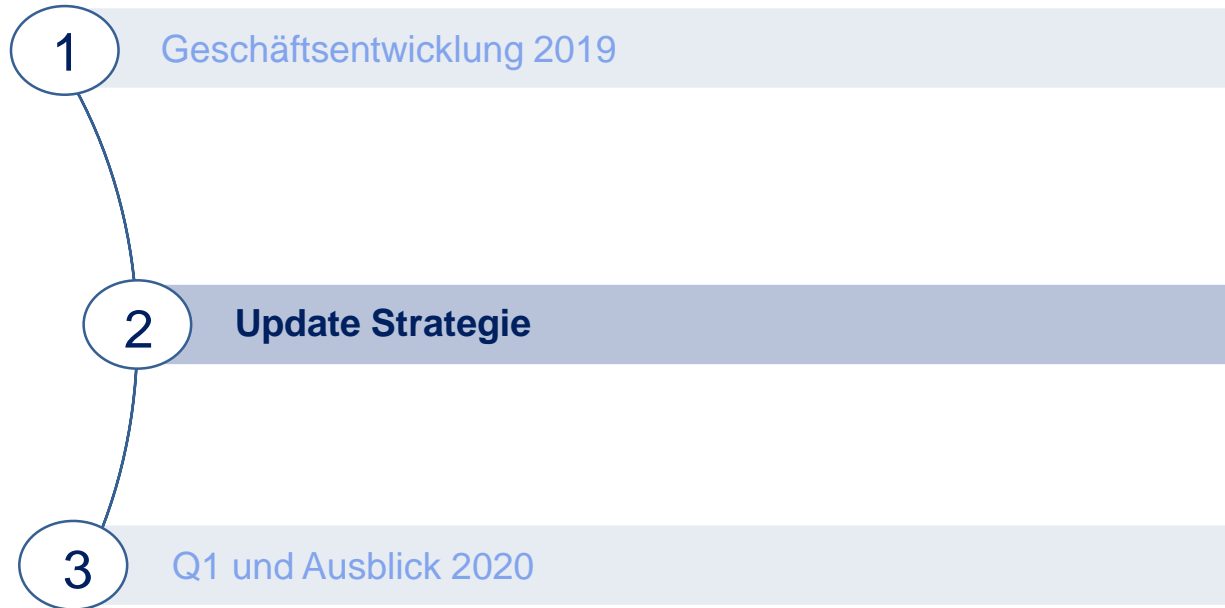 1 Geschäftsentwicklung 2019
2 Update Strategie
3 Q1 und Ausblick 2020